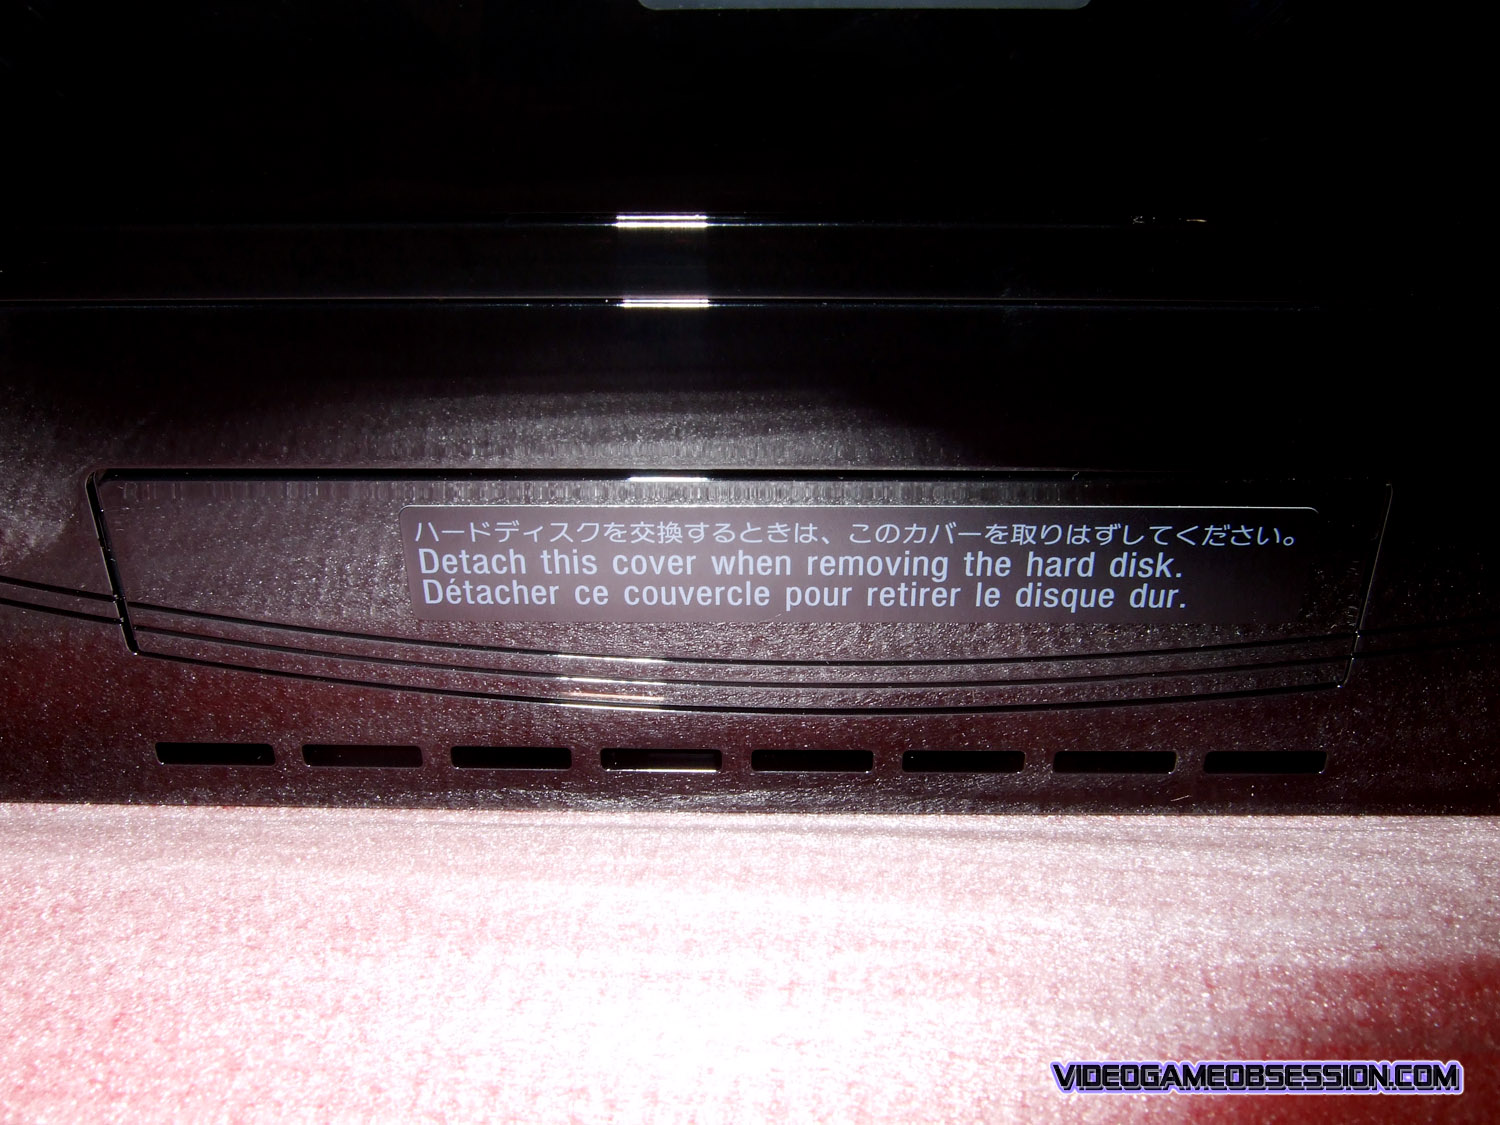 ハードディスクを交換するときは、このカバーを取りはずしてください。
Detach this cover when removing the hard disk.
Détacher ce couvercle pour retirer le disque dur.
VIDEOGAMEOBSESSION.COM